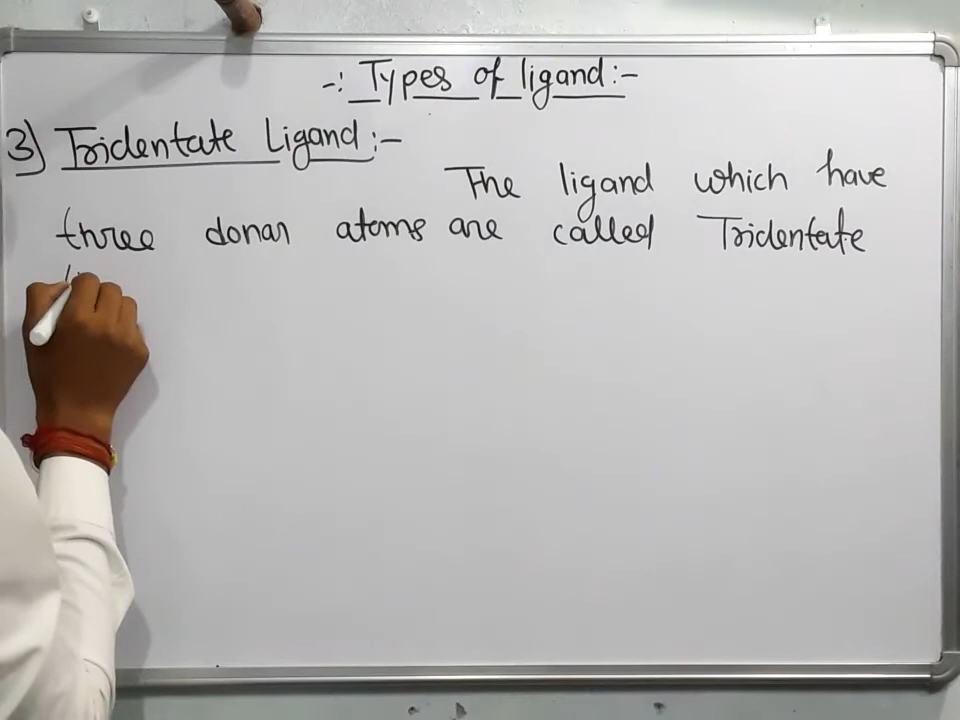 -: Types of ligand:-
3) Tridentate Ligand:-
The ligand which have
three donar atoms are called Tridentate